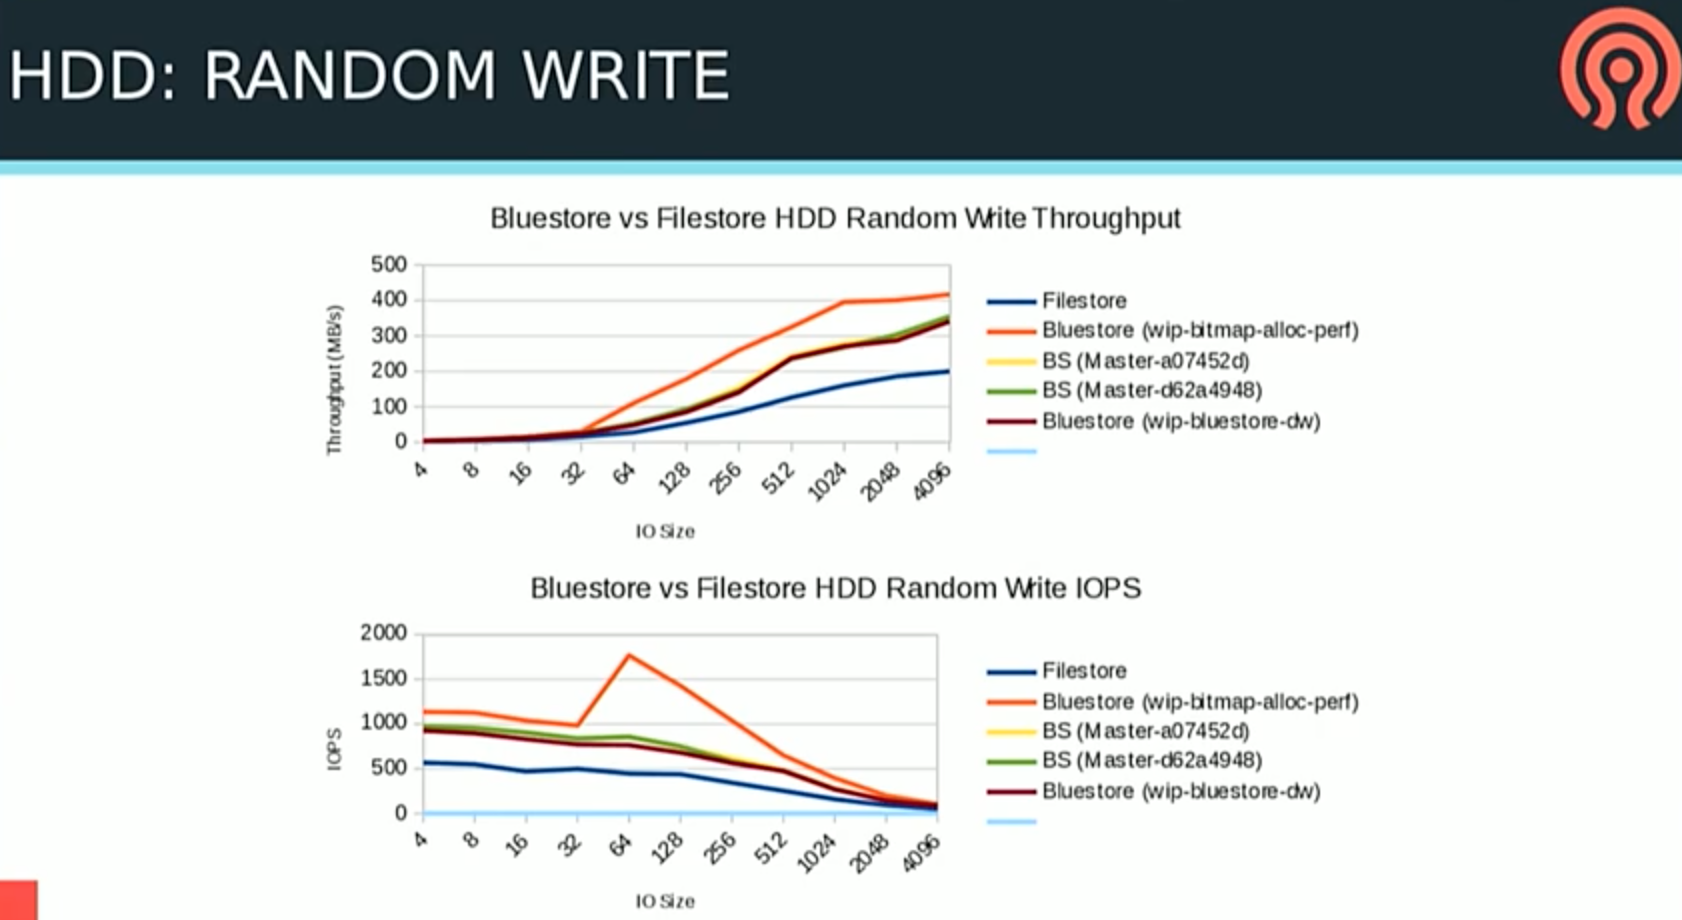 HDD: RANDOM WRITE
Bluestore vs Filestore HDD Random Write Throughput
Throughput (MB/s)
500
400
300
200
100
0
4 8 16 32 64 128 256 512 1024 2048 4096
IO Size
Filestore
Bluestore (wip-bitmap-alloc-perf)
BS (Master-a07452d)
BS (Master-d62a4948)
Bluestore (wip-bluestore-dw)
Bluestore vs Filestore HDD Random Write IOPS
IOPS
2000
1500
1000
500
0
4 8 16 32 64 128 256 512 1024 2048 4096
IO Size
Filestore
Bluestore (wip-bitmap-alloc-perf)
BS (Master-a07452d)
BS (Master-d62a4948)
Bluestore (wip-bluestore-dw)